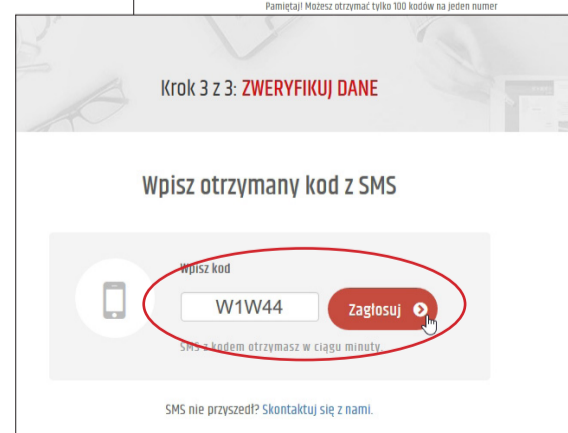 Pamiętaj! Możesz otrzymać tylko 100 kodów na jeden numer
Krok 3 z 3: ZWERYFIKUJ DANE
Wpisz otrzymany kod z SMS
Wpisz kod
W1W44
Zagłosuj
SMS z kodem otrzymasz w ciągu minuty.
SMS nie przyszedł? Skontaktuj się z nami.